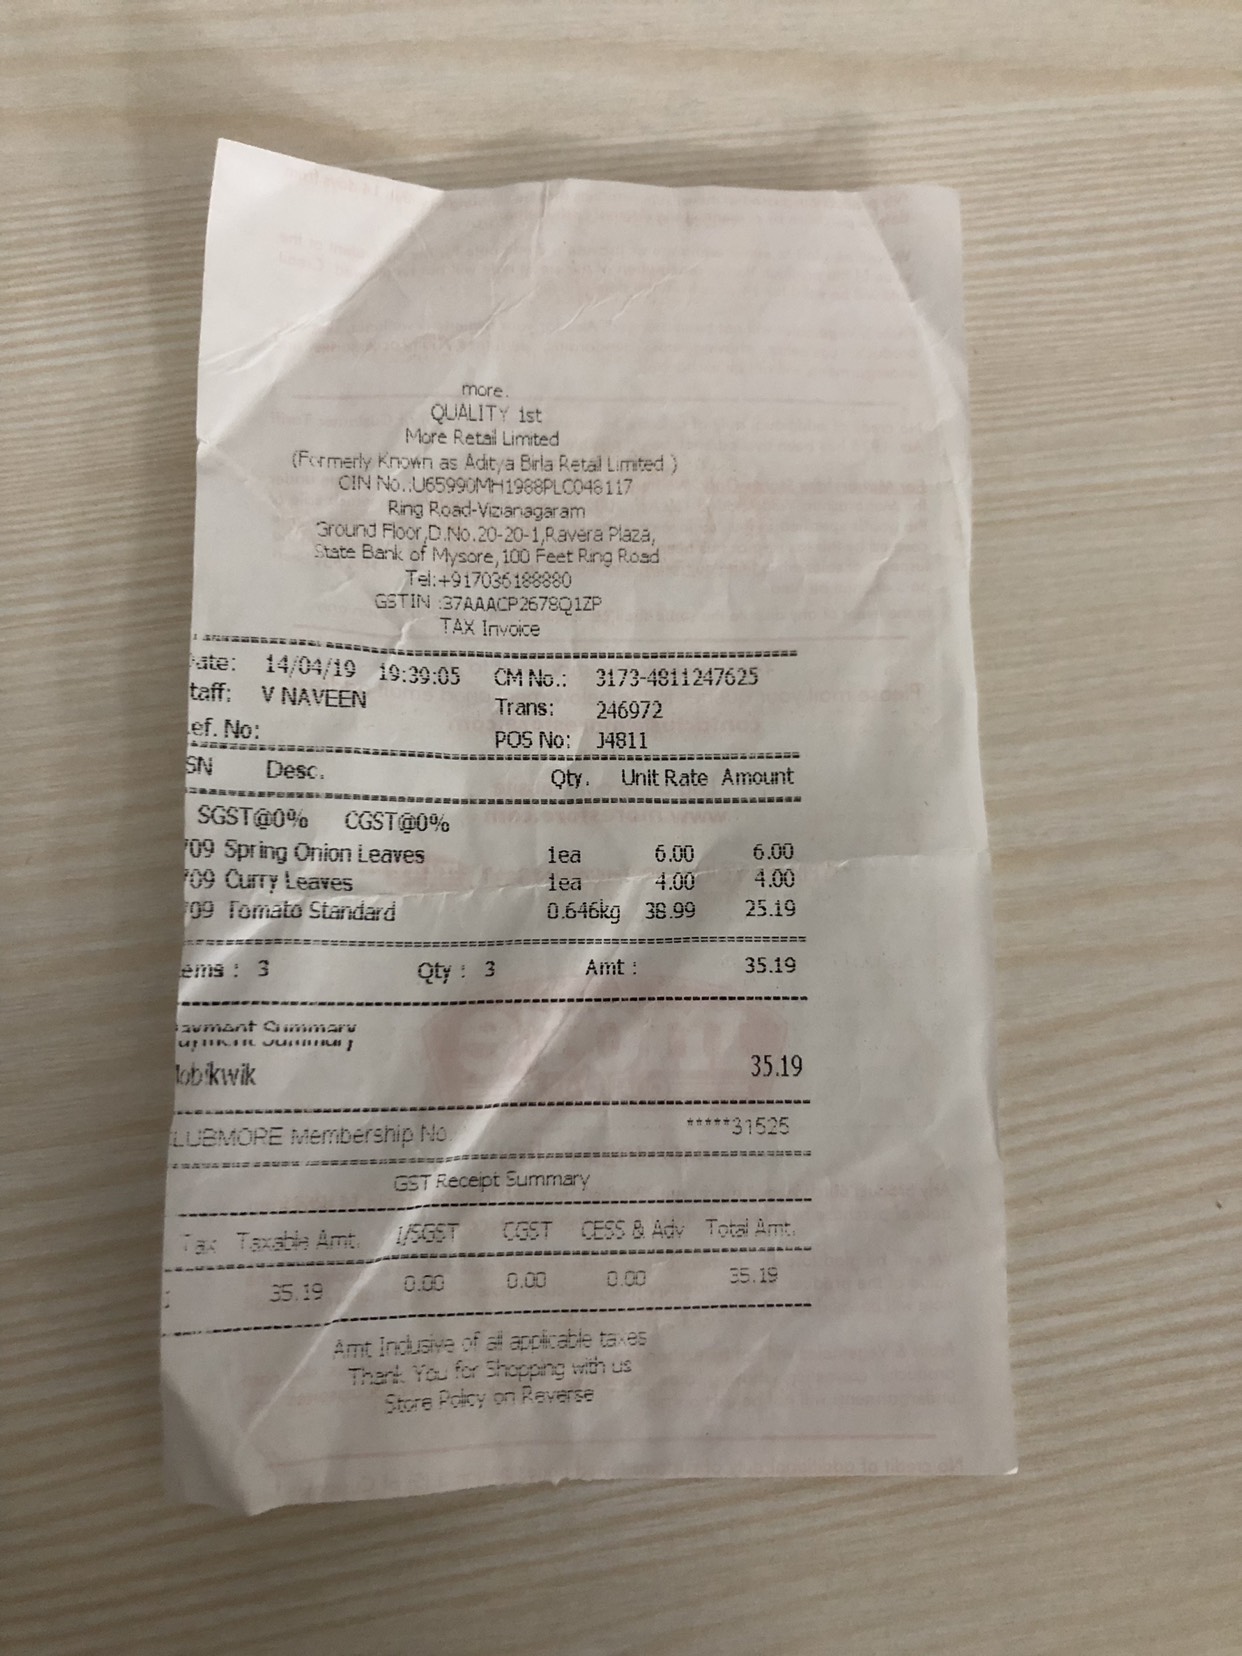 more.
QUALITY 1st
More Retail Limited
(Formerly Known as Aditya Birla Retail Limited )
CIN No.:U65990MH1988PLC048117
Ring Road-Vizianagaram
Ground Floor,D.No.20-20-1,Ravera Plaza,
State Bank of Mysore,100 Feet Ring Road
Tel:+917036188880
GSTIN :37AAACP2678Q1ZP
TAX Invoice
ate: 14/04/19 19:39:05 CM No.: 3173-4811247625
taff: V NAVEEN Trans: 246972
ef. No: POS No: J4811
SN Desc. Qty. Unit Rate Amount
SGST@0% CGST@0%
709 Spring Onion Leaves 1ea 6.00 6.00
709 Curry Leaves 1ea 4.00 4.00
709 Tomato Standard 0.646kg 38.99 25.19
ems : 3 Qty : 3 Amt : 35.19
ayment Summary
Mobikwik 35.19
LUBMORE Membership No. *****31525
GST Receipt Summary
Tax Taxable Amt. I/SGST CGST CESS & Adv Total Amt.
35.19 0.00 0.00 0.00 35.19
Amt Inclusive of all applicable taxes
Thank You for Shopping with us
Store Policy on Reverse